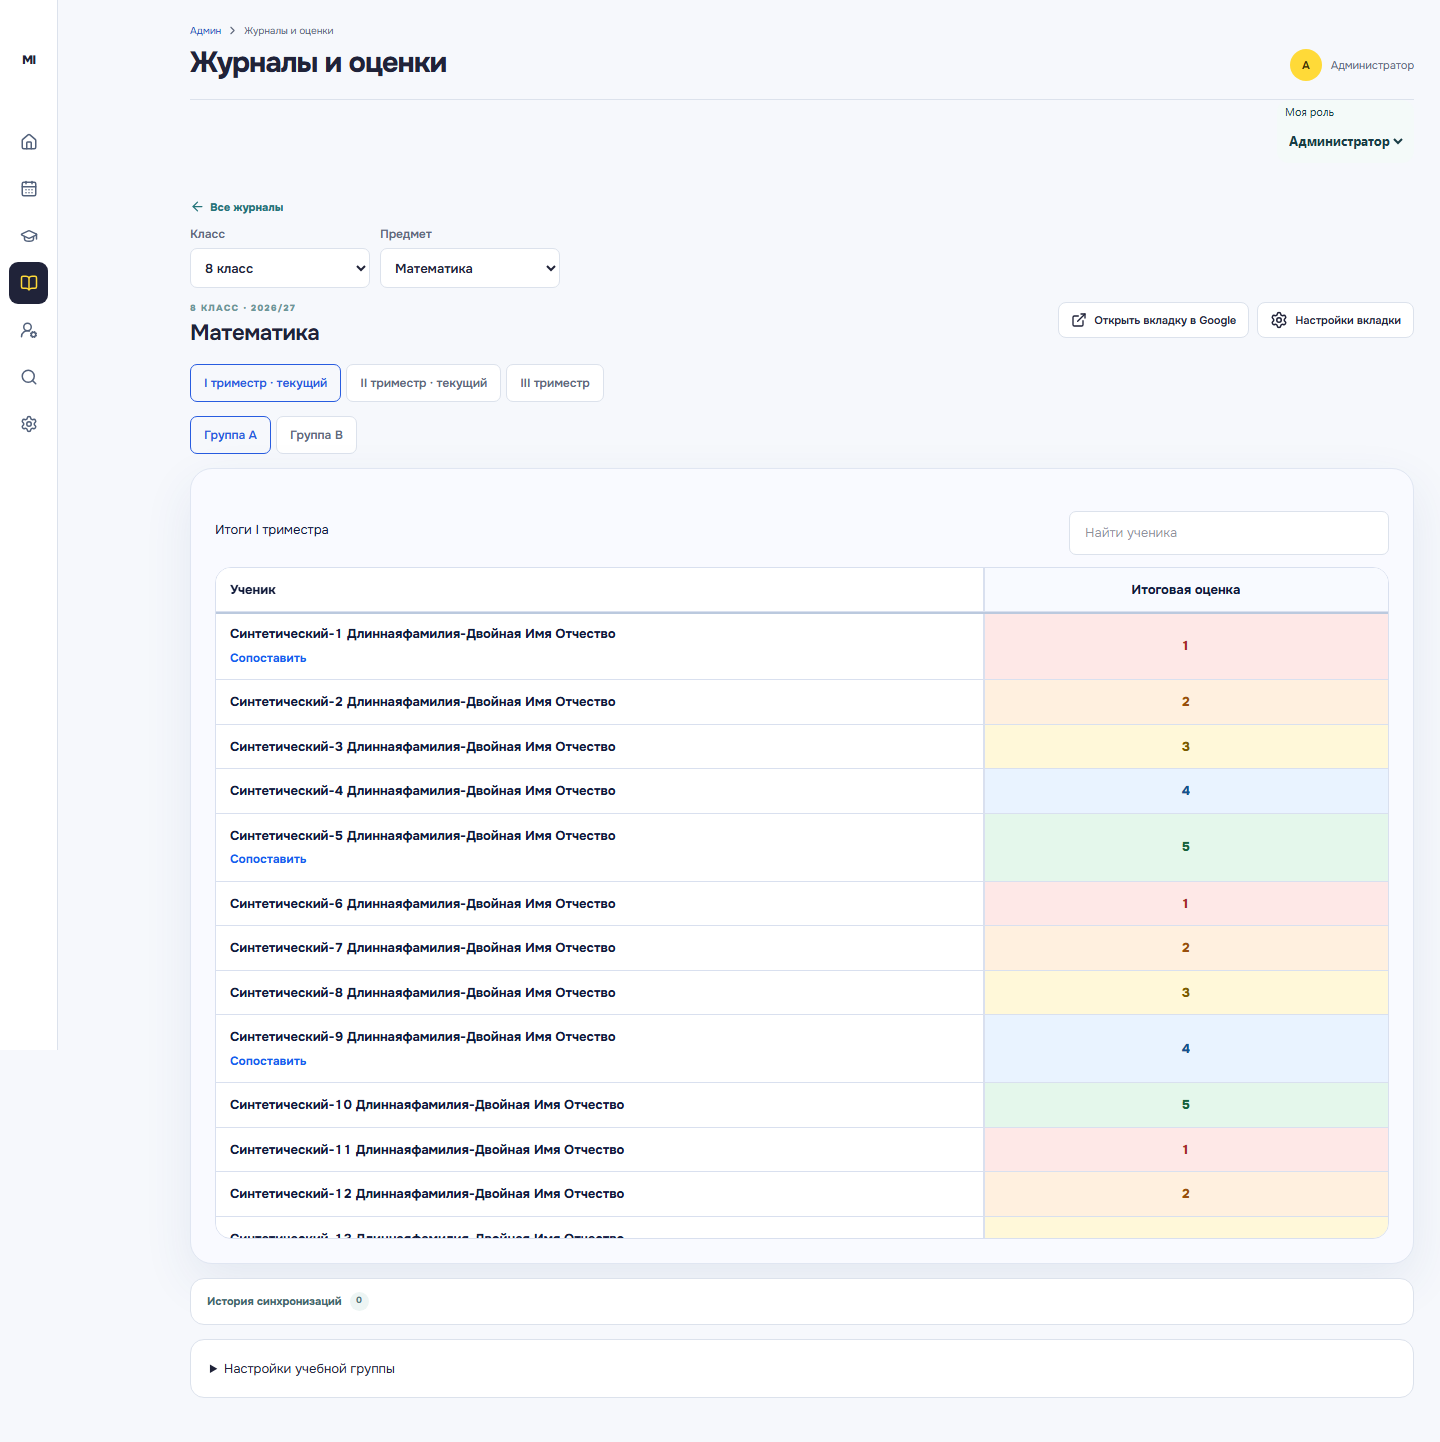 MI
Админ
Журналы и оценки
Журналы и оценки
А
Администратор
Моя роль
Администратор
Все журналы
Класс
Предмет
8 класс
Математика
8 КЛАСС · 2026/27
Математика
Открыть вкладку в Google
Настройки вкладки
I триместр · текущий
II триместр · текущий
III триместр
Группа A
Группа B
Итоги I триместра
Найти ученика
Ученик
Итоговая оценка
Синтетический-1 Длиннаяфамилия-Двойная Имя Отчество
Сопоставить
1
Синтетический-2 Длиннаяфамилия-Двойная Имя Отчество
2
Синтетический-3 Длиннаяфамилия-Двойная Имя Отчество
3
Синтетический-4 Длиннаяфамилия-Двойная Имя Отчество
4
Синтетический-5 Длиннаяфамилия-Двойная Имя Отчество
Сопоставить
5
Синтетический-6 Длиннаяфамилия-Двойная Имя Отчество
1
Синтетический-7 Длиннаяфамилия-Двойная Имя Отчество
2
Синтетический-8 Длиннаяфамилия-Двойная Имя Отчество
3
Синтетический-9 Длиннаяфамилия-Двойная Имя Отчество
Сопоставить
4
Синтетический-10 Длиннаяфамилия-Двойная Имя Отчество
5
Синтетический-11 Длиннаяфамилия-Двойная Имя Отчество
1
Синтетический-12 Длиннаяфамилия-Двойная Имя Отчество
2
Синтетический-13 Длиннаяфамилия-Двойная Имя Отчество
История синхронизаций
0
Настройки учебной группы